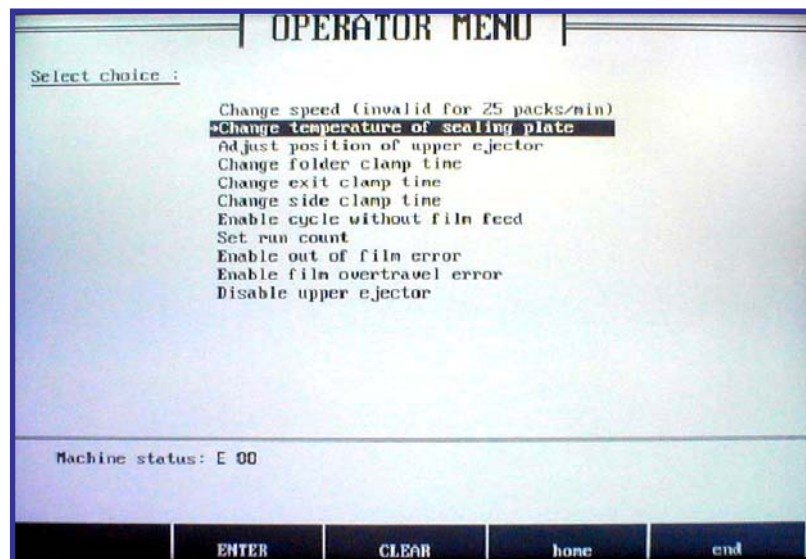 OPERATOR MENU
Select choice :
Change speed (invalid for 25 packs/min)
→Change temperature of sealing plate
Adjust position of upper ejector
Change folder clamp time
Change exit clamp time
Change side clamp time
Enable cycle without film feed
Set run count
Enable out of film error
Enable film overtravel error
Disable upper ejector
Machine status: E 00
ENTER CLEAR home end